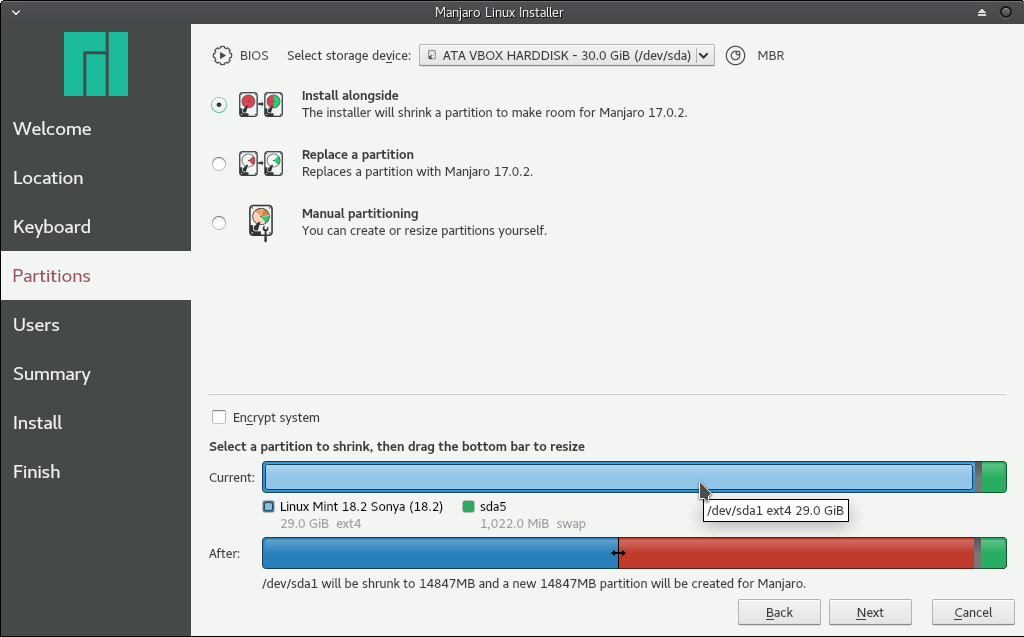 Manjaro Linux Installer
BIOS Select storage device: ATA VBOX HARDDISK - 30.0 GiB (/dev/sda) MBR
Install alongside
The installer will shrink a partition to make room for Manjaro 17.0.2.
Replace a partition
Replaces a partition with Manjaro 17.0.2.
Manual partitioning
You can create or resize partitions yourself.
Welcome
Location
Keyboard
Partitions
Users
Summary
Install
Finish
Encrypt system
Select a partition to shrink, then drag the bottom bar to resize
Current:
Linux Mint 18.2 Sonya (18.2) sda5
29.0 GiB ext4 1,022.0 MiB swap
/dev/sda1 ext4 29.0 GiB
After:
/dev/sda1 will be shrunk to 14847MB and a new 14847MB partition will be created for Manjaro.
Back Next Cancel